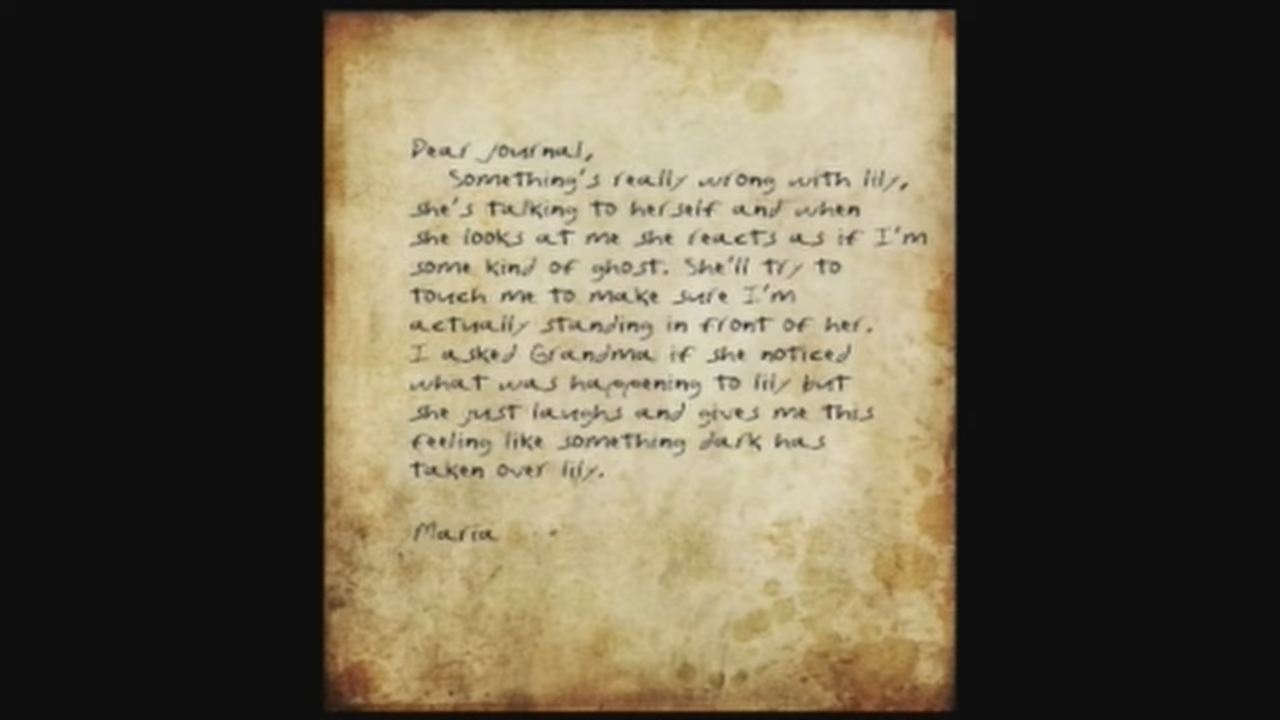 Dear Journal,
Something's really wrong with lily,
she's talking to herself and when
she looks at me she reacts as if I'm
some kind of ghost. She'll try to
touch me to make sure I'm
actually standing in front of her.
I asked Grandma if she noticed
what was happening to lily but
she just laughs and gives me this
feeling like something dark has
taken over lily.
Maria